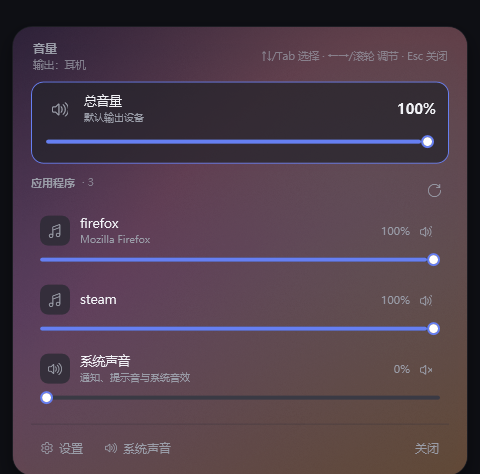 音量
输出：耳机
↑↓/Tab 选择 · ←→/滚轮 调节 · Esc 关闭
总音量
默认输出设备
100%
应用程序 · 3
firefox
Mozilla Firefox
100%
steam
100%
系统声音
通知、提示音与系统音效
0%
设置
系统声音
关闭